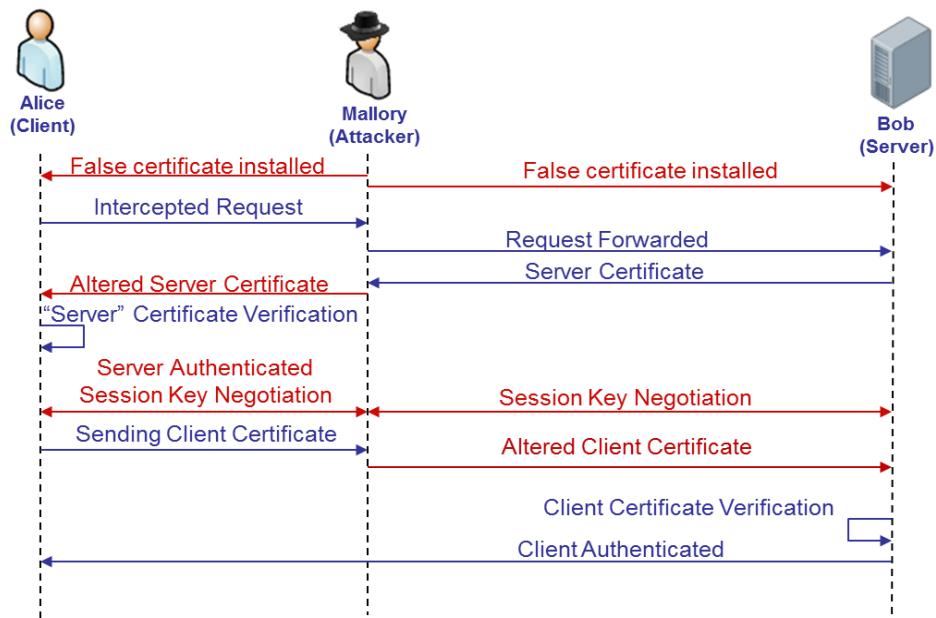 Alice
(Client)
Mallory
(Attacker)
Bob
(Server)
False certificate installed
False certificate installed
Intercepted Request
Request Forwarded
Server Certificate
Altered Server Certificate
“Server” Certificate Verification
Server Authenticated
Session Key Negotiation
Session Key Negotiation
Sending Client Certificate
Altered Client Certificate
Client Certificate Verification
Client Authenticated